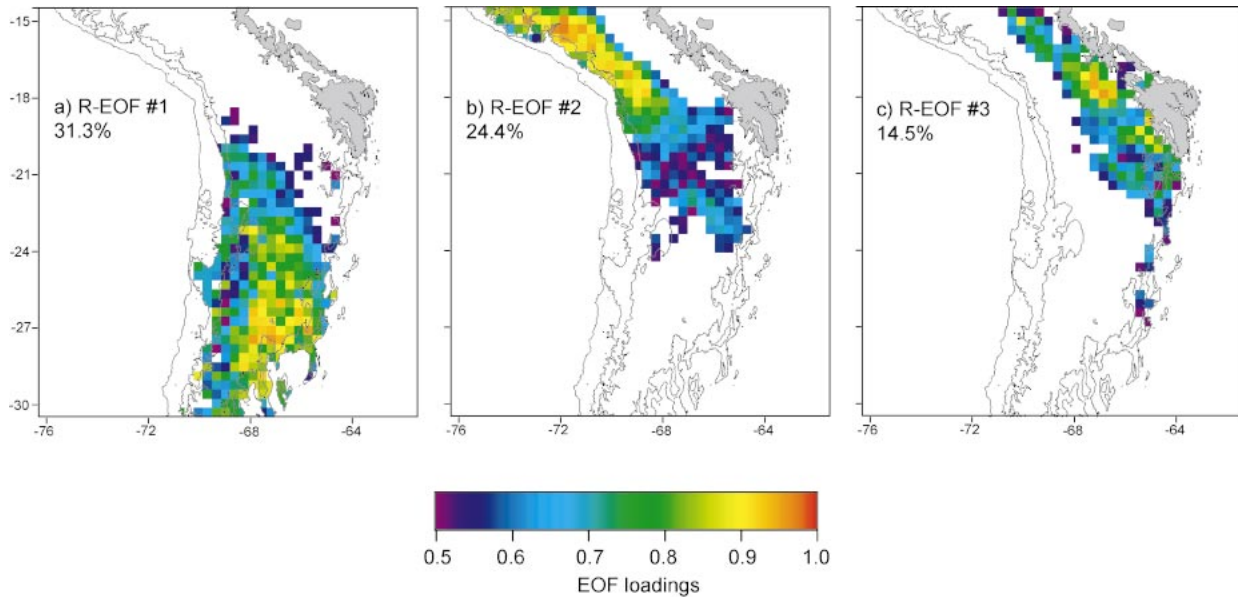 -15
-18
-21
-24
-27
-30
a) R-EOF #1
31.3%
b) R-EOF #2
24.4%
c) R-EOF #3
14.5%
-76 -72 -68 -64
-76 -72 -68 -64
-76 -72 -68 -64
0.5 0.6 0.7 0.8 0.9 1.0
EOF loadings